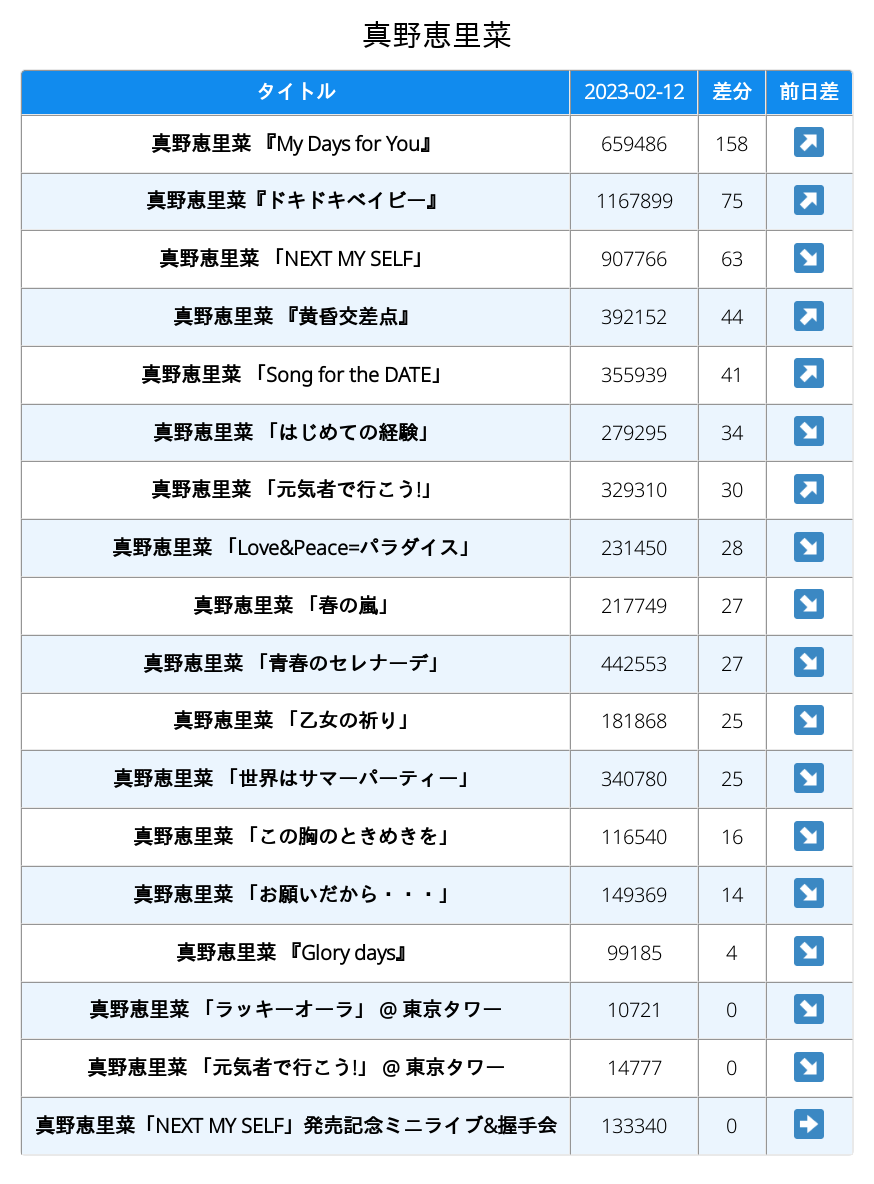 真野恵里菜
タイトル 2023-02-12 差分 前日差
真野恵里菜 『My Days for You』 659486 158 ↗
真野恵里菜『ドキドキベイビー』 1167899 75 ↗
真野恵里菜 「NEXT MY SELF」 907766 63 ↘
真野恵里菜 『黄昏交差点』 392152 44 ↗
真野恵里菜 「Song for the DATE」 355939 41 ↗
真野恵里菜 「はじめての経験」 279295 34 ↘
真野恵里菜 「元気者で行こう!」 329310 30 ↗
真野恵里菜 「Love&Peace=パラダイス」 231450 28 ↘
真野恵里菜 「春の嵐」 217749 27 ↘
真野恵里菜 「青春のセレナーデ」 442553 27 ↘
真野恵里菜 「乙女の祈り」 181868 25 ↘
真野恵里菜 「世界はサマーパーティー」 340780 25 ↘
真野恵里菜 「この胸のときめきを」 116540 16 ↘
真野恵里菜 「お願いだから・・・」 149369 14 ↘
真野恵里菜 『Glory days』 99185 4 ↘
真野恵里菜 「ラッキーオーラ」 @ 東京タワー 10721 0 ↘
真野恵里菜 「元気者で行こう!」 @ 東京タワー 14777 0 ↘
真野恵里菜「NEXT MY SELF」発売記念ミニライブ&握手会 133340 0 ➡